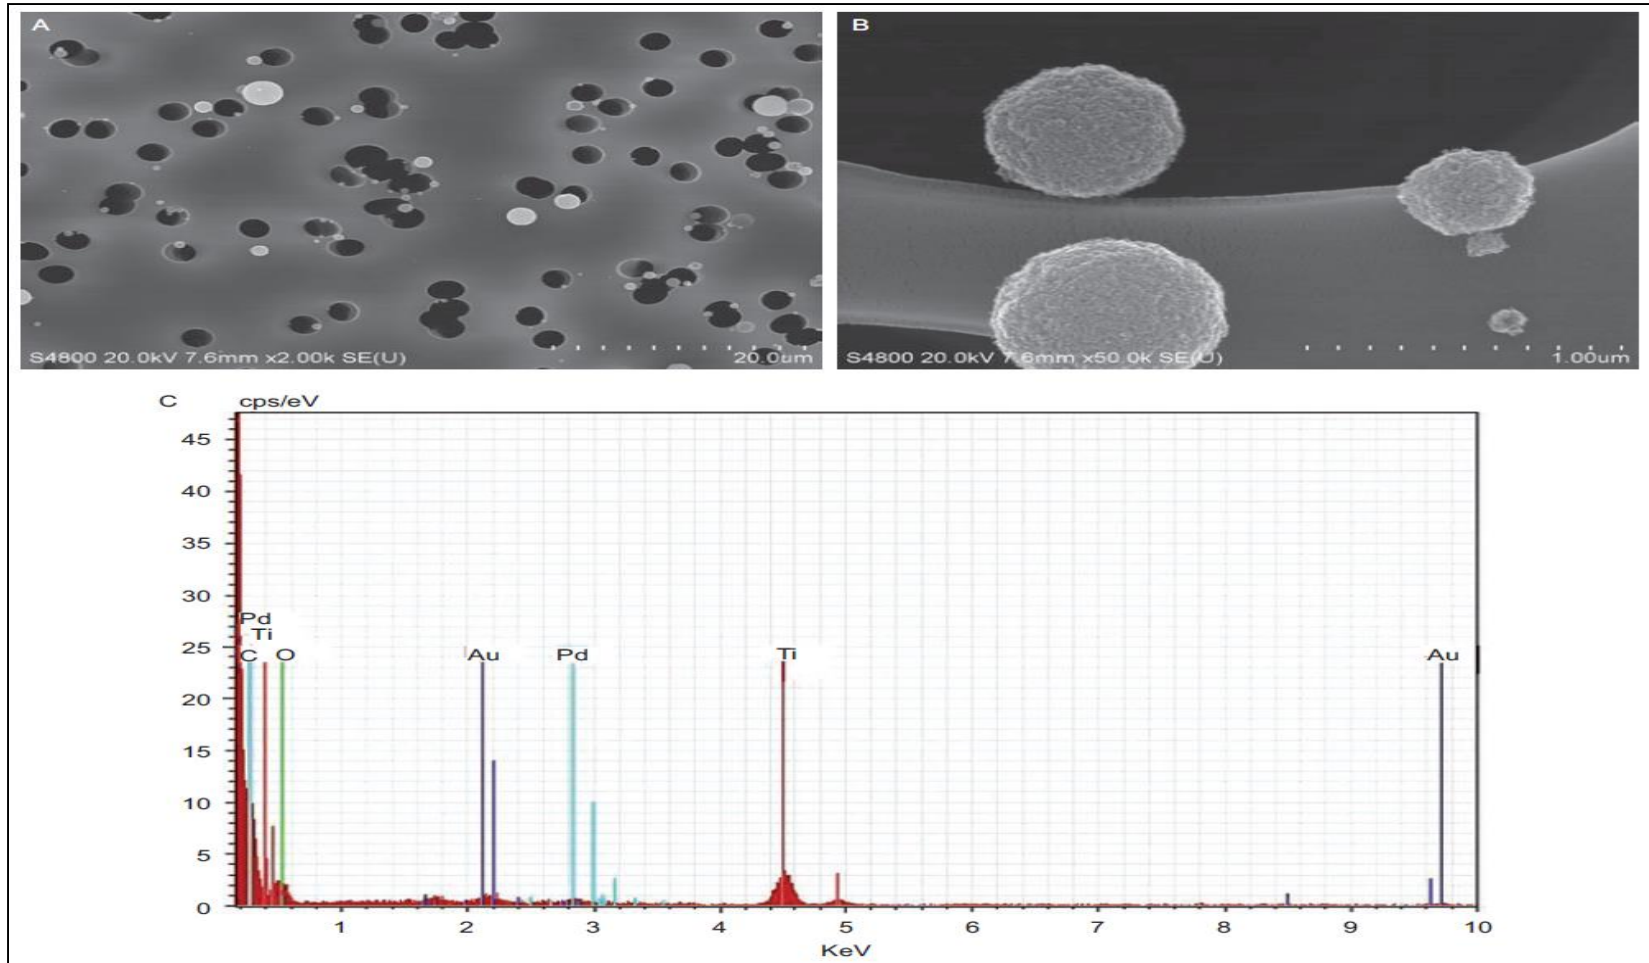 A
S4800 20.0kV 7.6mm x2.00k SE(U) 20.0um
B
S4800 20.0kV 7.6mm x50.0k SE(U) 1.00um
C
cps/eV
45
40
35
30
25
20
15
10
5
0
Pd
Ti
C O Au Pd Ti Au
1 2 3 4 5 6 7 8 9 10
KeV